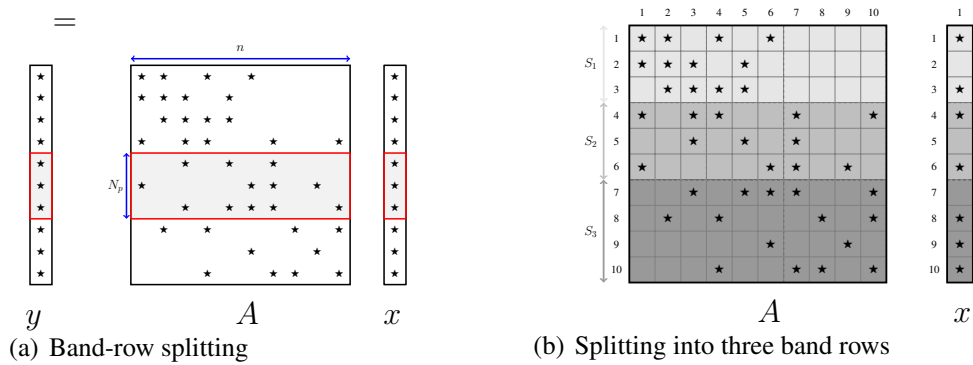 =
n
N_p
y
A
x
(a) Band-row splitting
1 2 3 4 5 6 7 8 9 10
1
1
2
3
4
5
6
7
8
9
10
S_1
S_2
S_3
1
2
3
4
5
6
7
8
9
10
A
x
(b) Splitting into three band rows